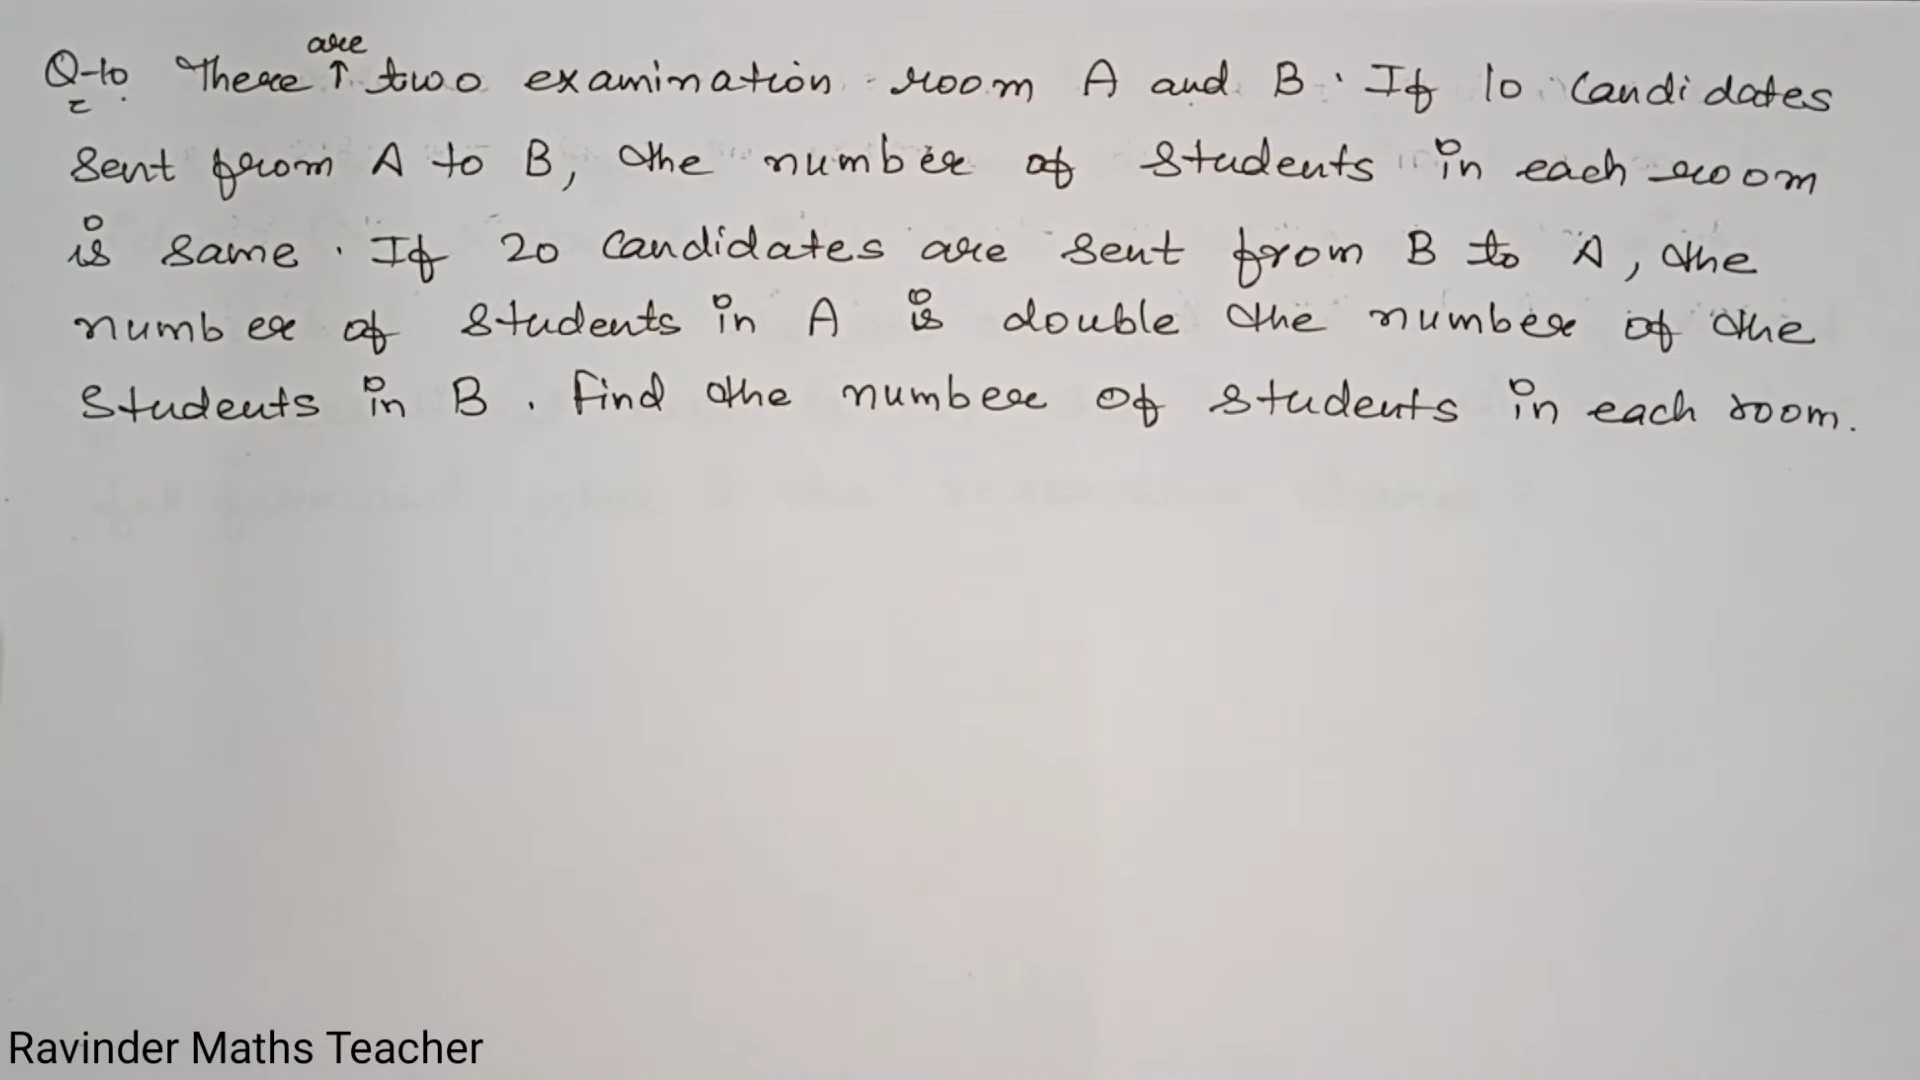 Q-10 There are ↑ two examination room A and B. If 10 Candidates
Sent from A to B, the number of students in each room
is same. If 20 Candidates are sent from B to A, the
number of students in A is double the number of the
Students in B. Find the number of students in each room.
Ravinder Maths Teacher